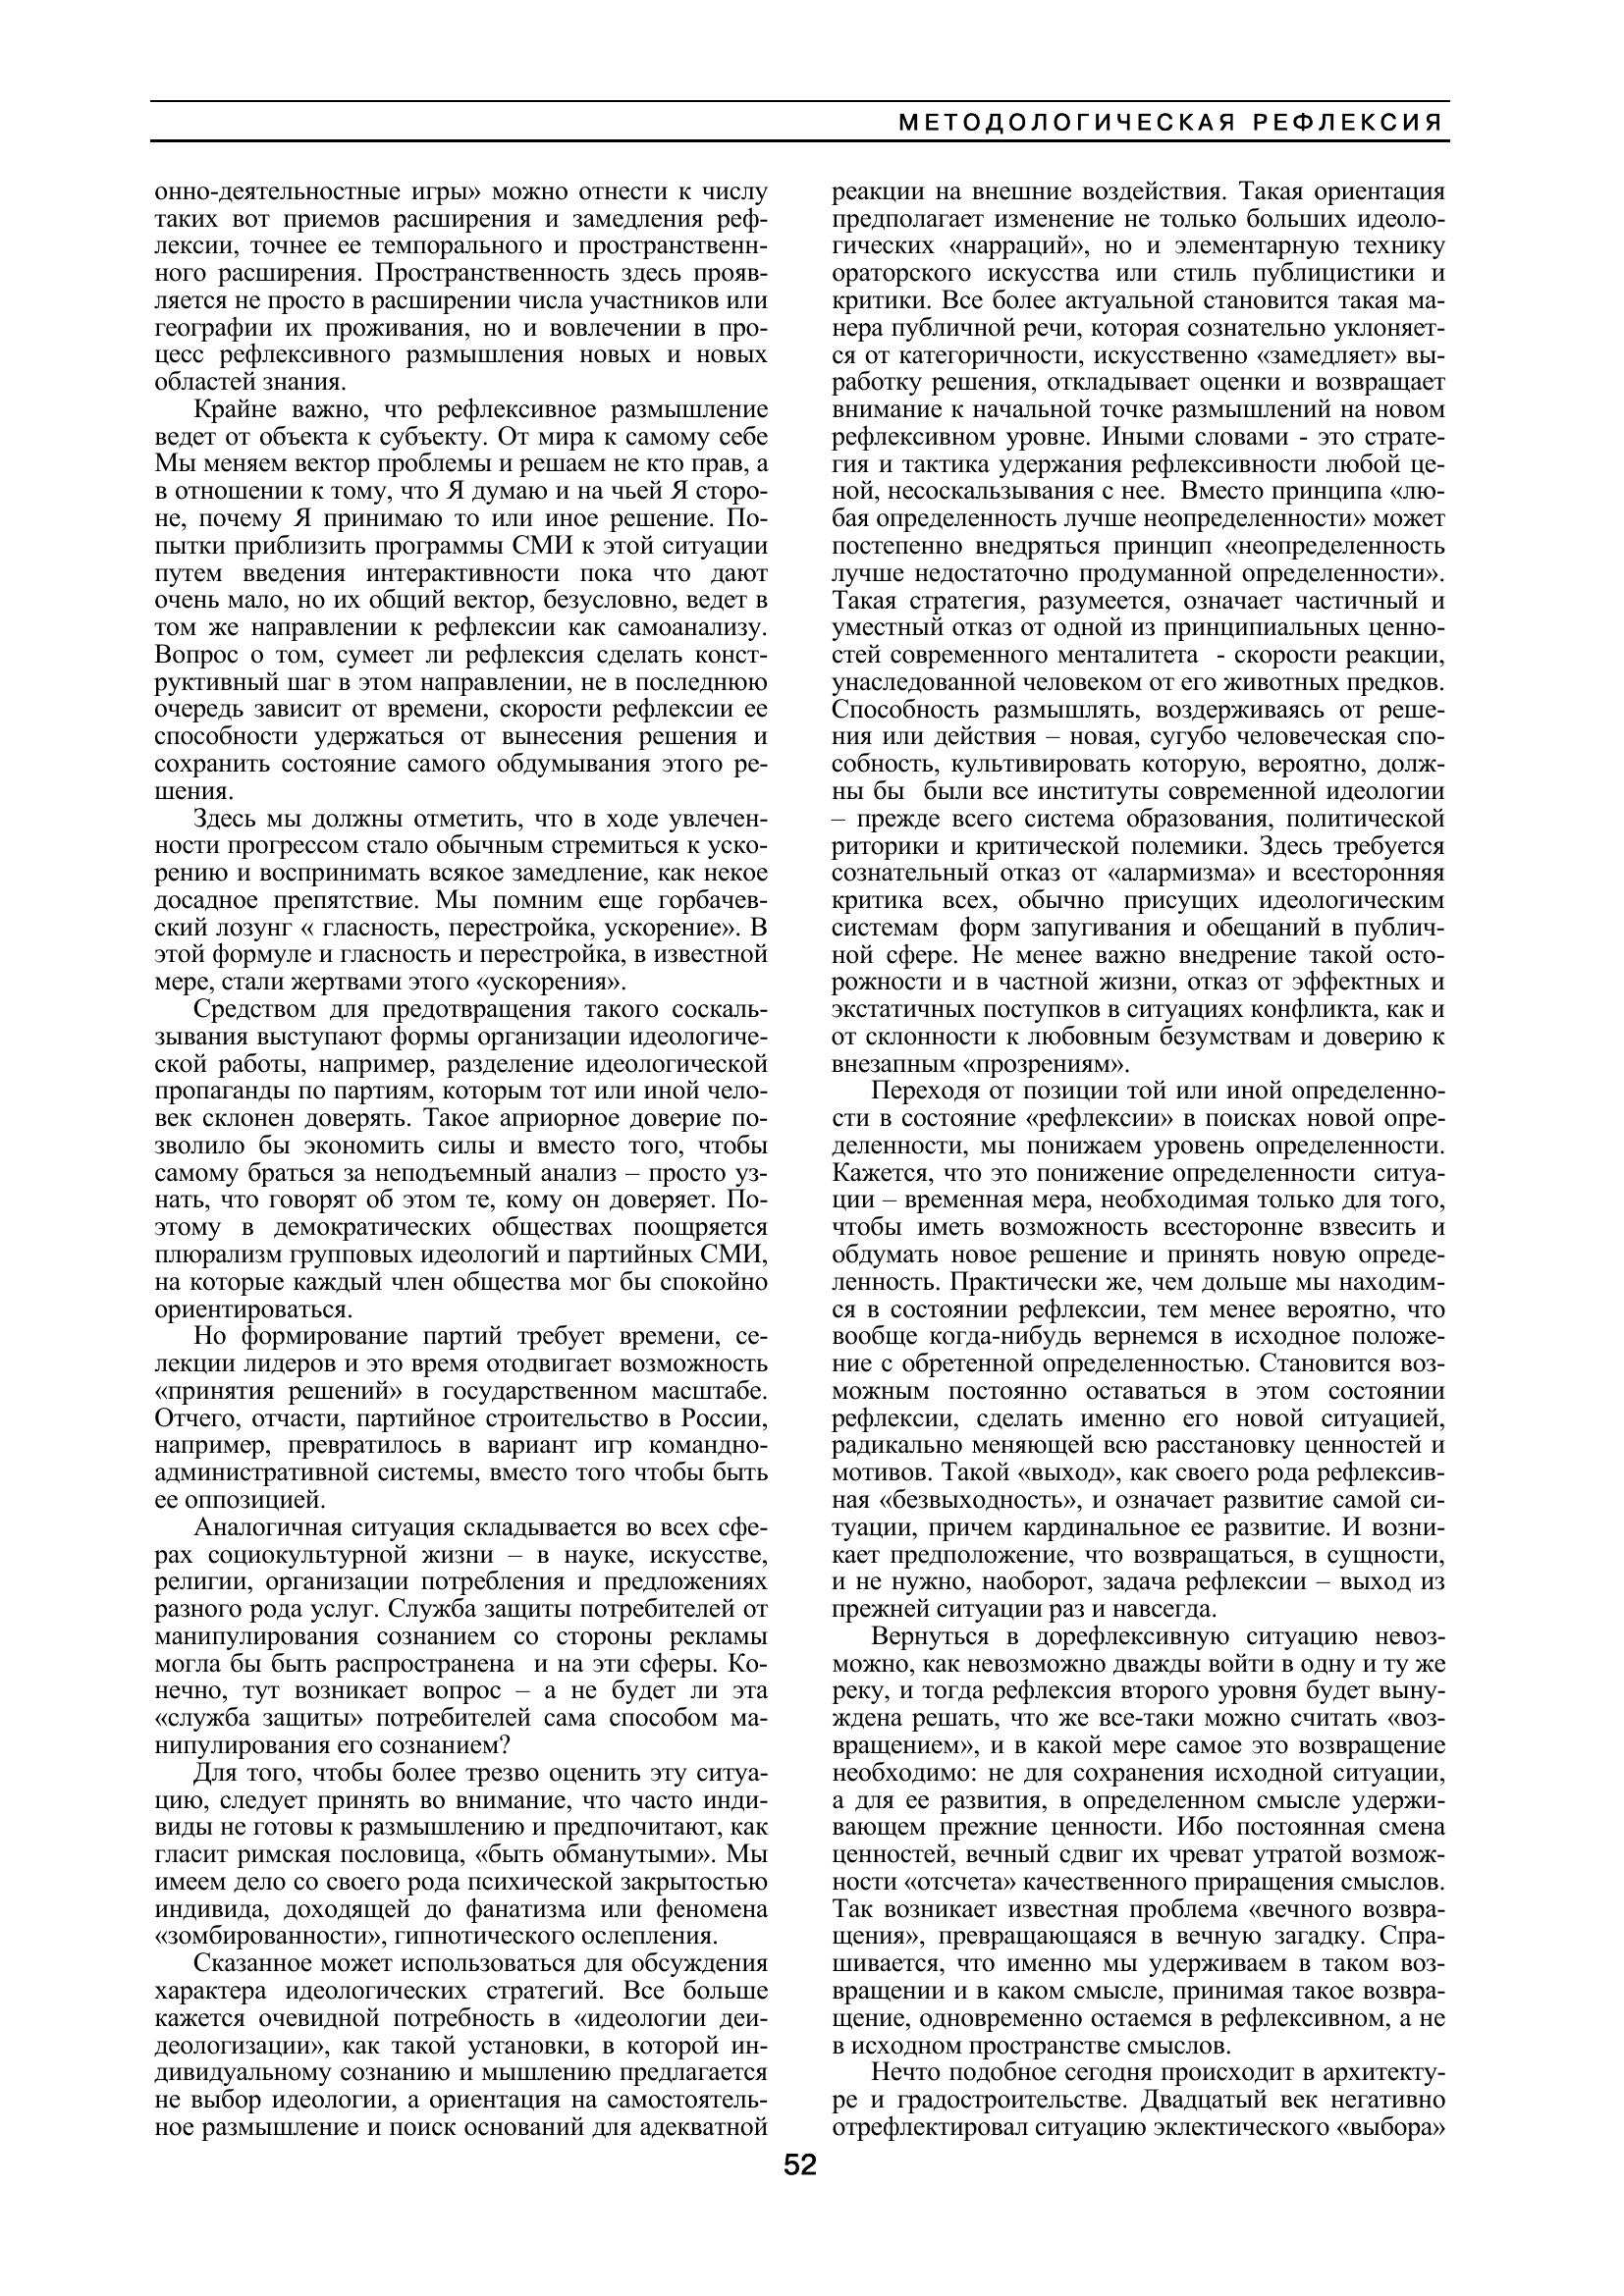 МЕТОДОЛОГИЧЕСКАЯ РЕФЛЕКСИЯ
онно-деятельностные игры» можно отнести к числу
таких вот приемов расширения и замедления реф-
лексии, точнее ее темпорального и пространственн-
ного расширения. Пространственность здесь прояв-
ляется не просто в расширении числа участников или
географии их проживания, но и вовлечении в про-
цесс рефлексивного размышления новых и новых
областей знания.
Крайне важно, что рефлексивное размышление
ведет от объекта к субъекту. От мира к самому себе
Мы меняем вектор проблемы и решаем не кто прав, а
в отношении к тому, что Я думаю и на чьей Я сторо-
не, почему Я принимаю то или иное решение. По-
пытки приблизить программы СМИ к этой ситуации
путем введения интерактивности пока что дают
очень мало, но их общий вектор, безусловно, ведет в
том же направлении к рефлексии как самоанализу.
Вопрос о том, сумеет ли рефлексия сделать конст-
руктивный шаг в этом направлении, не в последнюю
очередь зависит от времени, скорости рефлексии ее
способности удержаться от вынесения решения и
сохранить состояние самого обдумывания этого ре-
шения.
Здесь мы должны отметить, что в ходе увлечен-
ности прогрессом стало обычным стремиться к уско-
рению и воспринимать всякое замедление, как некое
досадное препятствие. Мы помним еще горбачев-
ский лозунг « гласность, перестройка, ускорение». В
этой формуле и гласность и перестройка, в известной
мере, стали жертвами этого «ускорения».
Средством для предотвращения такого соскаль-
зывания выступают формы организации идеологиче-
ской работы, например, разделение идеологической
пропаганды по партиям, которым тот или иной чело-
век склонен доверять. Такое априорное доверие по-
зволило бы экономить силы и вместо того, чтобы
самому браться за неподъемный анализ – просто уз-
нать, что говорят об этом те, кому он доверяет. По-
этому в демократических обществах поощряется
плюрализм групповых идеологий и партийных СМИ,
на которые каждый член общества мог бы спокойно
ориентироваться.
Но формирование партий требует времени, се-
лекции лидеров и это время отодвигает возможность
«принятия решений» в государственном масштабе.
Отчего, отчасти, партийное строительство в России,
например, превратилось в вариант игр командно-
административной системы, вместо того чтобы быть
ее оппозицией.
Аналогичная ситуация складывается во всех сфе-
рах социокультурной жизни – в науке, искусстве,
религии, организации потребления и предложениях
разного рода услуг. Служба защиты потребителей от
манипулирования сознанием со стороны рекламы
могла бы быть распространена  и на эти сферы. Ко-
нечно, тут возникает вопрос – а не будет ли эта
«служба защиты» потребителей сама способом ма-
нипулирования его сознанием?
Для того, чтобы более трезво оценить эту ситуа-
цию, следует принять во внимание, что часто инди-
виды не готовы к размышлению и предпочитают, как
гласит римская пословица, «быть обманутыми». Мы
имеем дело со своего рода психической закрытостью
индивида, доходящей до фанатизма или феномена
«зомбированности», гипнотического ослепления.
Сказанное может использоваться для обсуждения
характера идеологических стратегий. Все больше
кажется очевидной потребность в «идеологии деи-
деологизации», как такой установки, в которой ин-
дивидуальному сознанию и мышлению предлагается
не выбор идеологии, а ориентация на самостоятель-
ное размышление и поиск оснований для адекватной
реакции на внешние воздействия. Такая ориентация
предполагает изменение не только больших идеоло-
гических «нарраций», но и элементарную технику
ораторского искусства или стиль публицистики и
критики. Все более актуальной становится такая ма-
нера публичной речи, которая сознательно уклоняет-
ся от категоричности, искусственно «замедляет» вы-
работку решения, откладывает оценки и возвращает
внимание к начальной точке размышлений на новом
рефлексивном уровне. Иными словами - это страте-
гия и тактика удержания рефлексивности любой це-
ной, несоскальзывания с нее.  Вместо принципа «лю-
бая определенность лучше неопределенности» может
постепенно внедряться принцип «неопределенность
лучше недостаточно продуманной определенности».
Такая стратегия, разумеется, означает частичный и
уместный отказ от одной из принципиальных ценно-
стей современного менталитета  - скорости реакции,
унаследованной человеком от его животных предков.
Способность размышлять, воздерживаясь от реше-
ния или действия – новая, сугубо человеческая спо-
собность, культивировать которую, вероятно, долж-
ны бы  были все институты современной идеологии
– прежде всего система образования, политической
риторики и критической полемики. Здесь требуется
сознательный отказ от «алармизма» и всесторонняя
критика всех, обычно присущих идеологическим
системам  форм запугивания и обещаний в публич-
ной сфере. Не менее важно внедрение такой осто-
рожности и в частной жизни, отказ от эффектных и
экстатичных поступков в ситуациях конфликта, как и
от склонности к любовным безумствам и доверию к
внезапным «прозрениям».
Переходя от позиции той или иной определенно-
сти в состояние «рефлексии» в поисках новой опре-
деленности, мы понижаем уровень определенности.
Кажется, что это понижение определенности  ситуа-
ции – временная мера, необходимая только для того,
чтобы иметь возможность всесторонне взвесить и
обдумать новое решение и принять новую опреде-
ленность. Практически же, чем дольше мы находим-
ся в состоянии рефлексии, тем менее вероятно, что
вообще когда-нибудь вернемся в исходное положе-
ние с обретенной определенностью. Становится воз-
можным постоянно оставаться в этом состоянии
рефлексии, сделать именно его новой ситуацией,
радикально меняющей всю расстановку ценностей и
мотивов. Такой «выход», как своего рода рефлексив-
ная «безвыходность», и означает развитие самой си-
туации, причем кардинальное ее развитие. И возни-
кает предположение, что возвращаться, в сущности,
и не нужно, наоборот, задача рефлексии – выход из
прежней ситуации раз и навсегда.
Вернуться в дорефлексивную ситуацию невоз-
можно, как невозможно дважды войти в одну и ту же
реку, и тогда рефлексия второго уровня будет выну-
ждена решать, что же все-таки можно считать «воз-
вращением», и в какой мере самое это возвращение
необходимо: не для сохранения исходной ситуации,
а для ее развития, в определенном смысле удержи-
вающем прежние ценности. Ибо постоянная смена
ценностей, вечный сдвиг их чреват утратой возмож-
ности «отсчета» качественного приращения смыслов.
Так возникает известная проблема «вечного возвра-
щения», превращающаяся в вечную загадку. Спра-
шивается, что именно мы удерживаем в таком воз-
вращении и в каком смысле, принимая такое возвра-
щение, одновременно остаемся в рефлексивном, а не
в исходном пространстве смыслов.
Нечто подобное сегодня происходит в архитекту-
ре и градостроительстве. Двадцатый век негативно
отрефлектировал ситуацию эклектического «выбора»
52